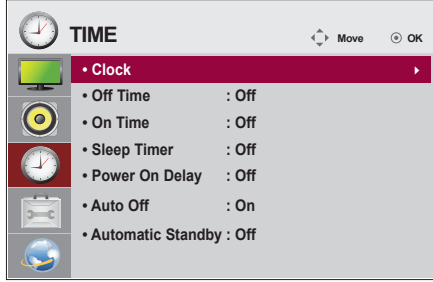 TIME Move OK
• Clock
• Off Time : Off
• On Time : Off
• Sleep Timer : Off
• Power On Delay : Off
• Auto Off : On
• Automatic Standby : Off